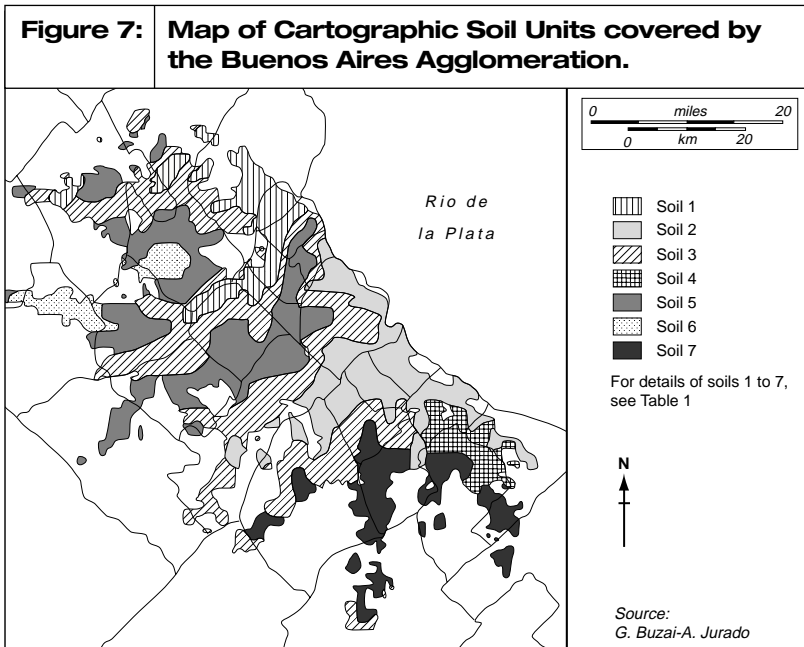 Figure 7: Map of Cartographic Soil Units covered by
the Buenos Aires Agglomeration.
0 miles 20
0 km 20
Rio de
la Plata
Soil 1
Soil 2
Soil 3
Soil 4
Soil 5
Soil 6
Soil 7
For details of soils 1 to 7,
see Table 1
N
Source:
G. Buzai-A. Jurado